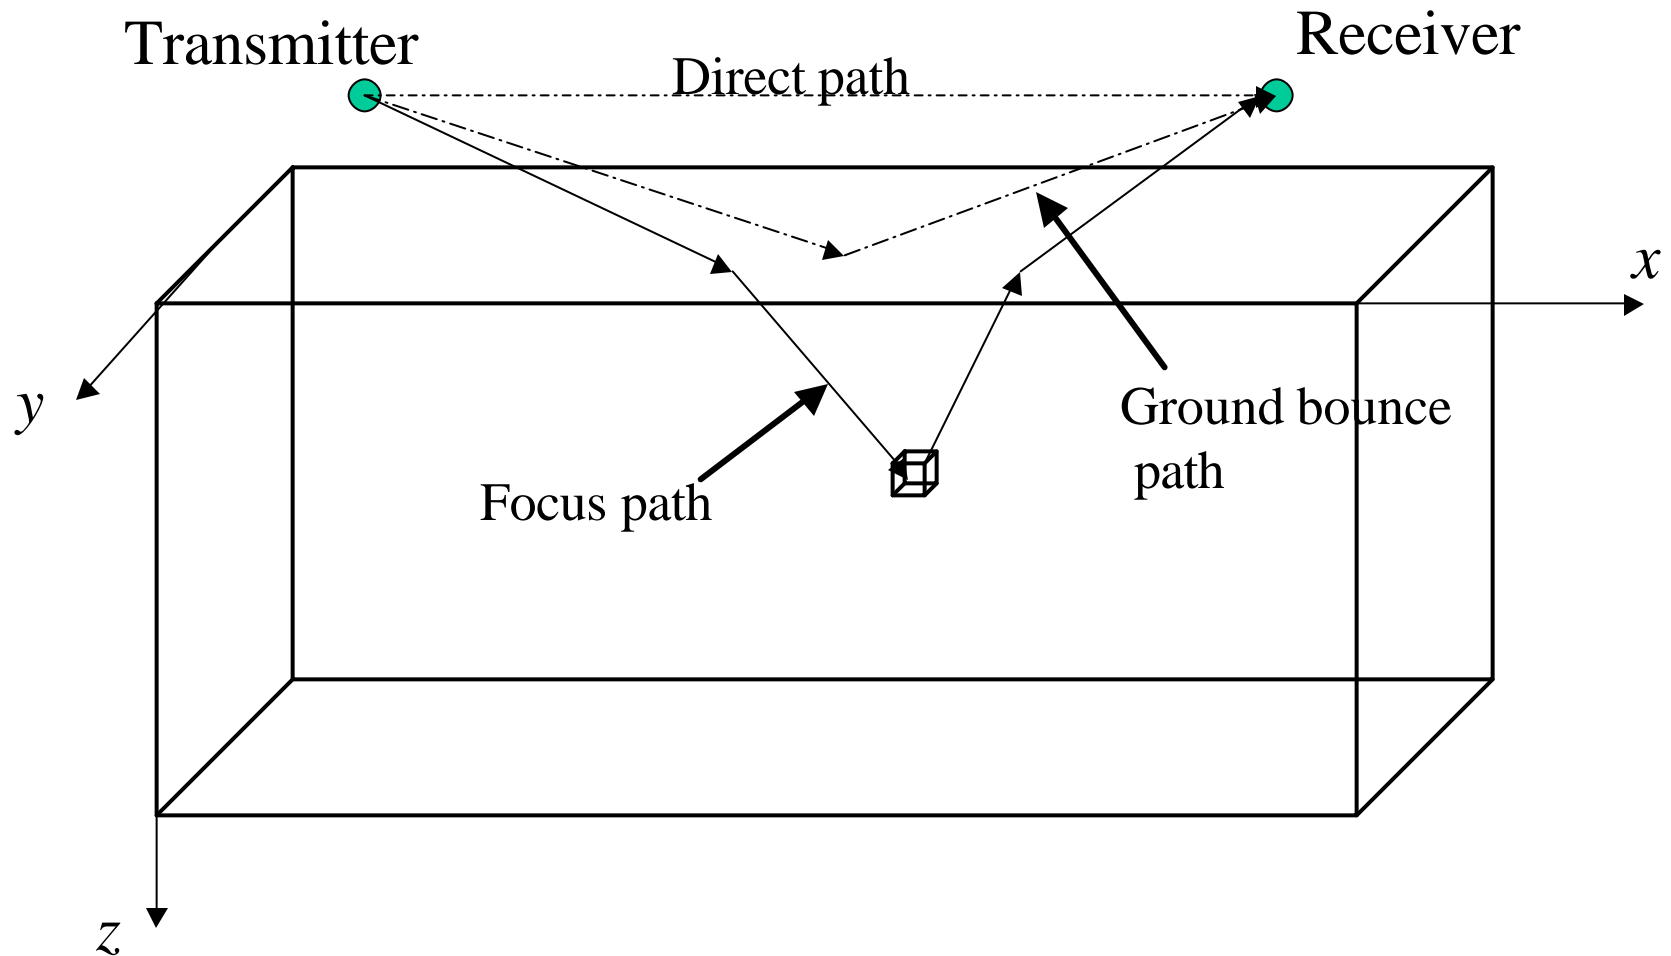 Transmitter
Receiver
Direct path
x
y
Ground bounce
path
Focus path
z